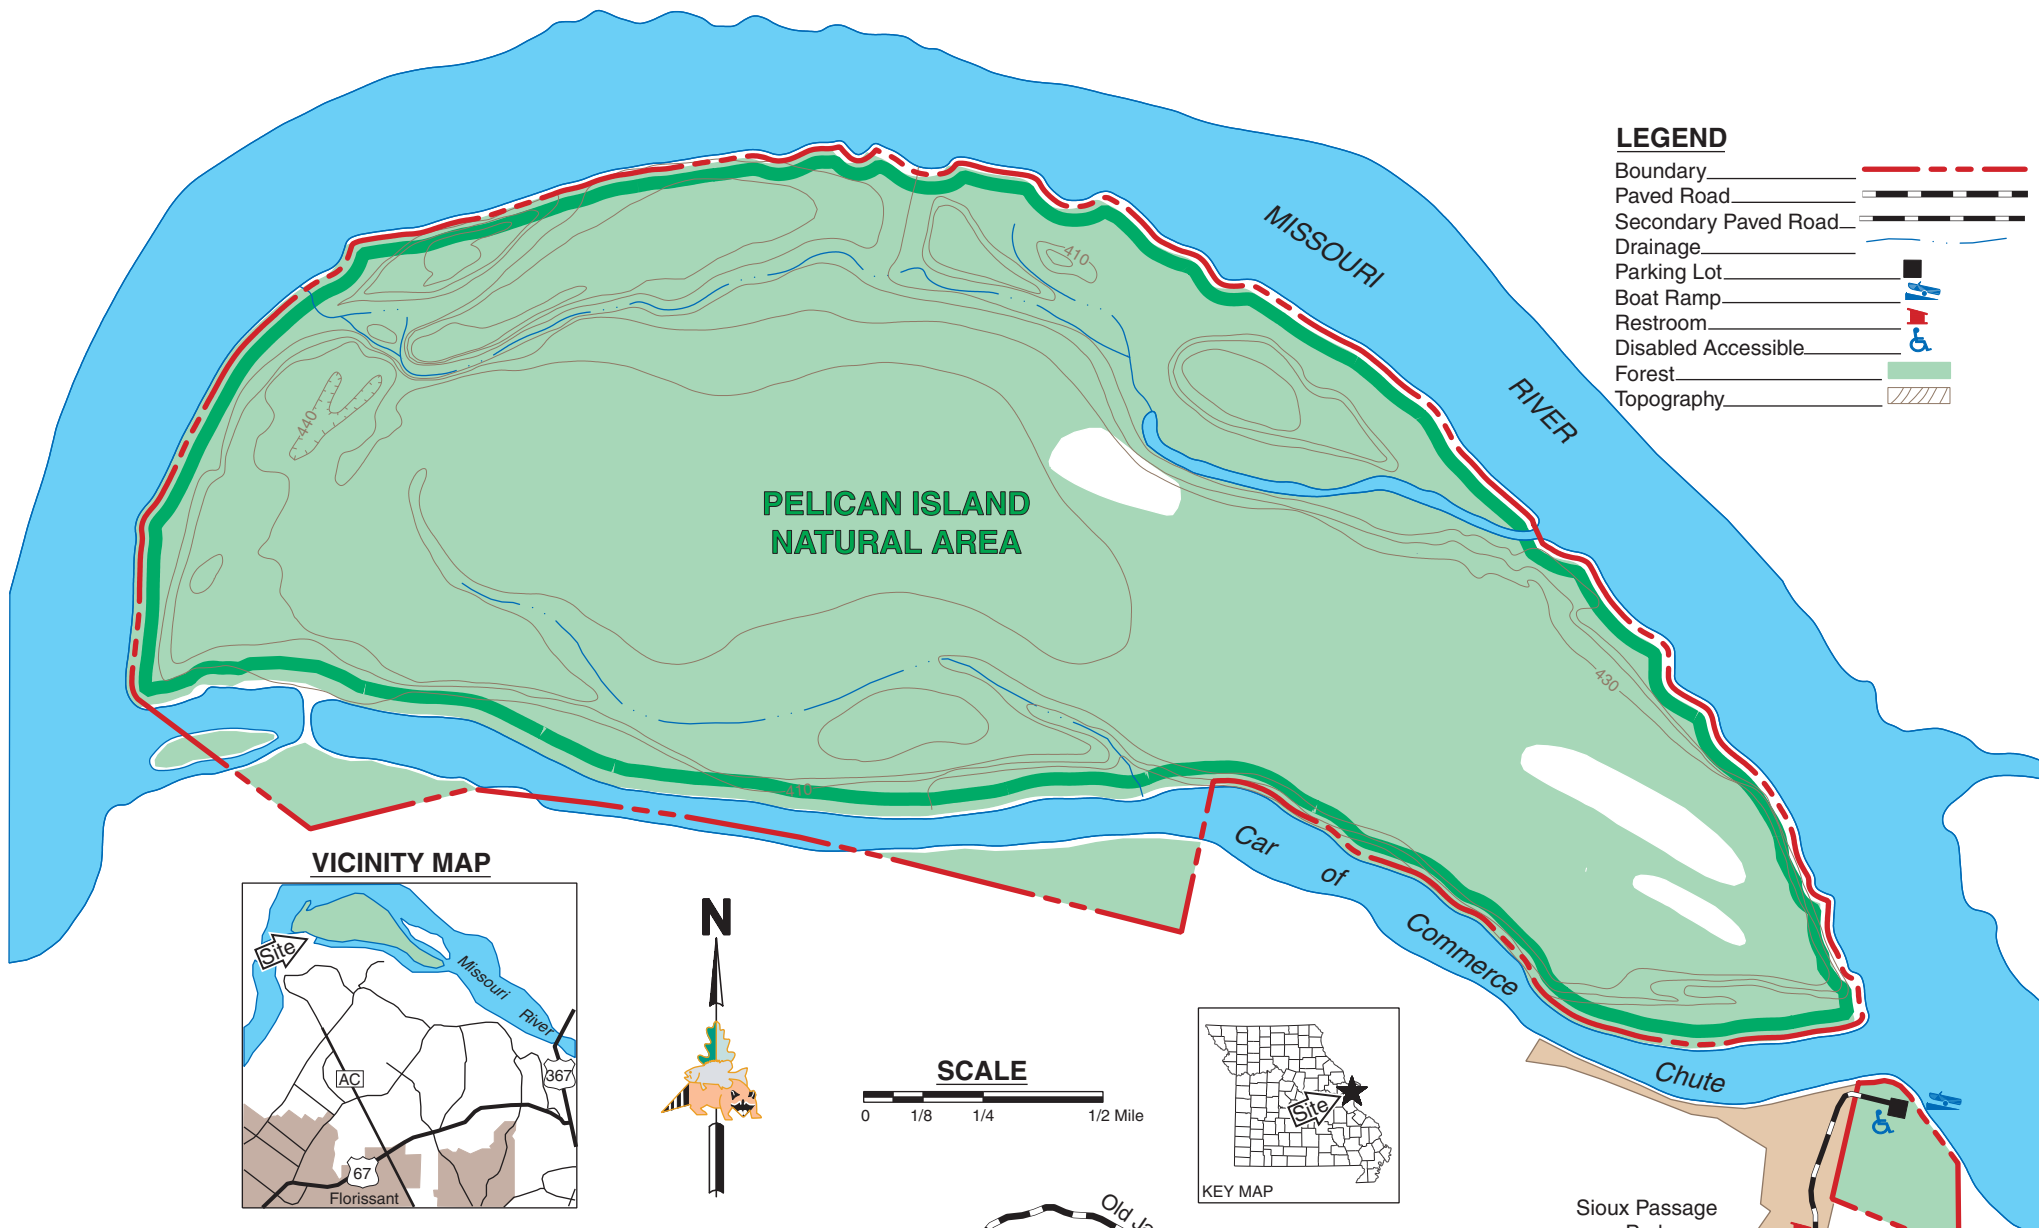 LEGEND
Boundary
Paved Road
Secondary Paved Road
Drainage
Parking Lot
Boat Ramp
Restroom
Disabled Accessible
Forest
Topography
MISSOURI
RIVER
410
440
PELICAN ISLAND
NATURAL AREA
430
410
Car
of
Commerce
Chute
VICINITY MAP
Site
Missouri
River
AC
367
67
Florissant
N
SCALE
0 1/8 1/4 1/2 Mile
Site
KEY MAP
Sioux Passage